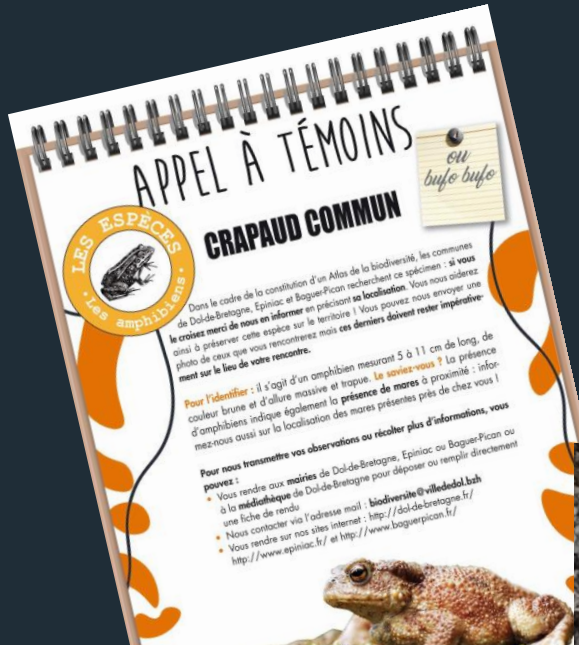 APPEL À TÉMOINS
ou
bufo bufo
CRAPAUD COMMUN
LES ESPÈCES
• Les amphibiens •
Dans le cadre de la constitution d'un Atlas de la biodiversité, les communes
de Dol-de-Bretagne, Epiniac et Baguer-Pican recherchent ce spécimen : si vous
le croisez merci de nous en informer en précisant sa localisation. Vous nous aiderez
ainsi à préserver cette espèce sur le territoire ! Vous pouvez nous envoyer une
photo de ceux que vous rencontrerez mais ces derniers doivent rester impérative-
ment sur le lieu de votre rencontre.
Pour l'identifier : il s'agit d'un amphibien mesurant 5 à 11 cm de long, de
couleur brune et d'allure massive et trapue. Le saviez-vous ? La présence
d'amphibiens indique également la présence de mares à proximité : infor-
mez-nous aussi sur la localisation des mares présentes près de chez vous !
Pour nous transmettre vos observations ou récolter plus d'informations, vous
pouvez :
• Vous rendre aux mairies de Dol-de-Bretagne, Epiniac ou Baguer-Pican ou
à la médiathèque de Dol-de-Bretagne pour déposer ou remplir directement
une fiche de rendu
• Nous contacter via l'adresse mail : biodiversite@villededol.bzh
• Vous rendre sur nos sites internet : http://dol-de-bretagne.fr/
http://www.epiniac.fr/ et http://www.baguerpican.fr/